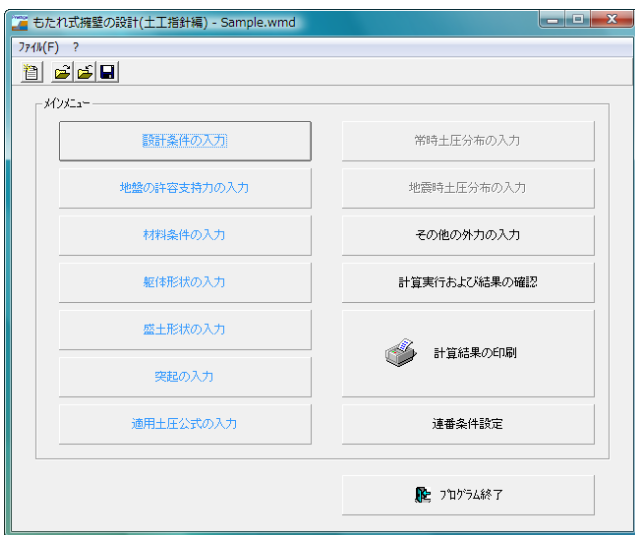 もたれ式擁壁の設計(土工指針編) - Sample.wmd
ﾌｧｲﾙ(F) ?
ﾒｲﾝﾒﾆｭｰ
設計条件の入力
地盤の許容支持力の入力
材料条件の入力
躯体形状の入力
盛土形状の入力
突起の入力
適用土圧公式の入力
常時土圧分布の入力
地震時土圧分布の入力
その他の外力の入力
計算実行および結果の確認
計算結果の印刷
連番条件設定
ﾌﾟﾛｸﾞﾗﾑ終了